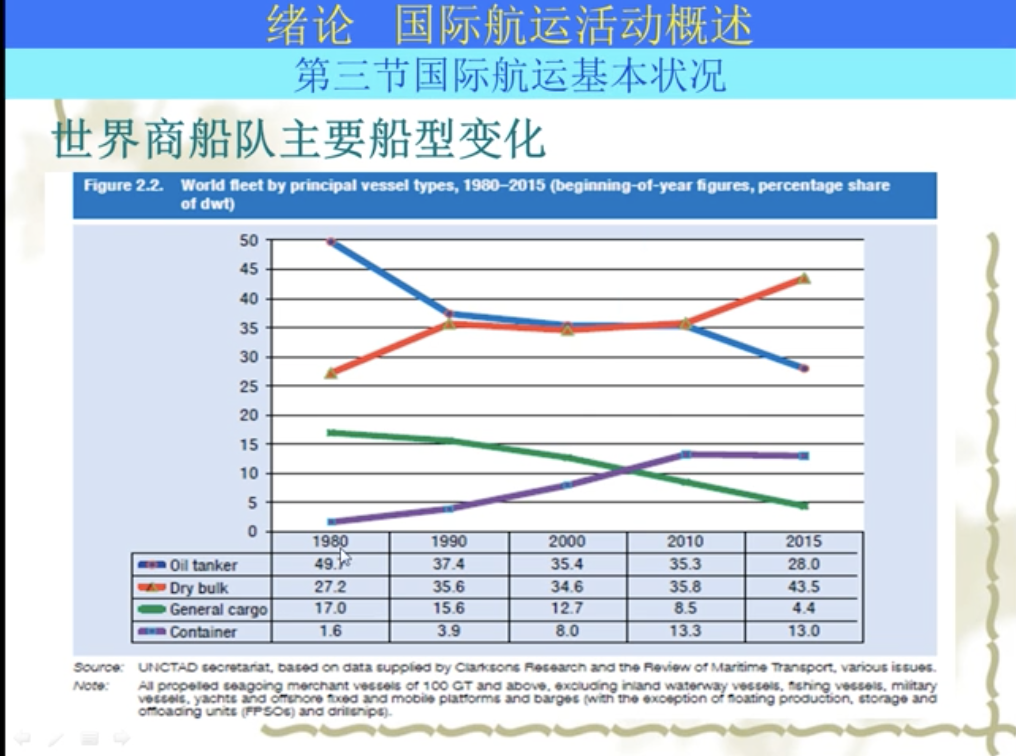 绪论 国际航运活动概述
第三节国际航运基本状况
世界商船队主要船型变化
Figure 2.2. World fleet by principal vessel types, 1980–2015 (beginning-of-year figures, percentage share
of dwt)
50
45
40
35
30
25
20
15
10
5
0
1980 1990 2000 2010 2015
Oil tanker 49. 37.4 35.4 35.3 28.0
Dry bulk 27.2 35.6 34.6 35.8 43.5
General cargo 17.0 15.6 12.7 8.5 4.4
Container 1.6 3.9 8.0 13.3 13.0
Source: UNCTAD secretariat, based on data supplied by Clarksons Research and the Review of Maritime Transport, various issues.
Note: All propelled seagoing merchant vessels of 100 GT and above, excluding inland waterway vessels, fishing vessels, military
vessels, yachts and offshore fixed and mobile platforms and barges (with the exception of floating production, storage and
offloading units (FPSOs) and drillships).